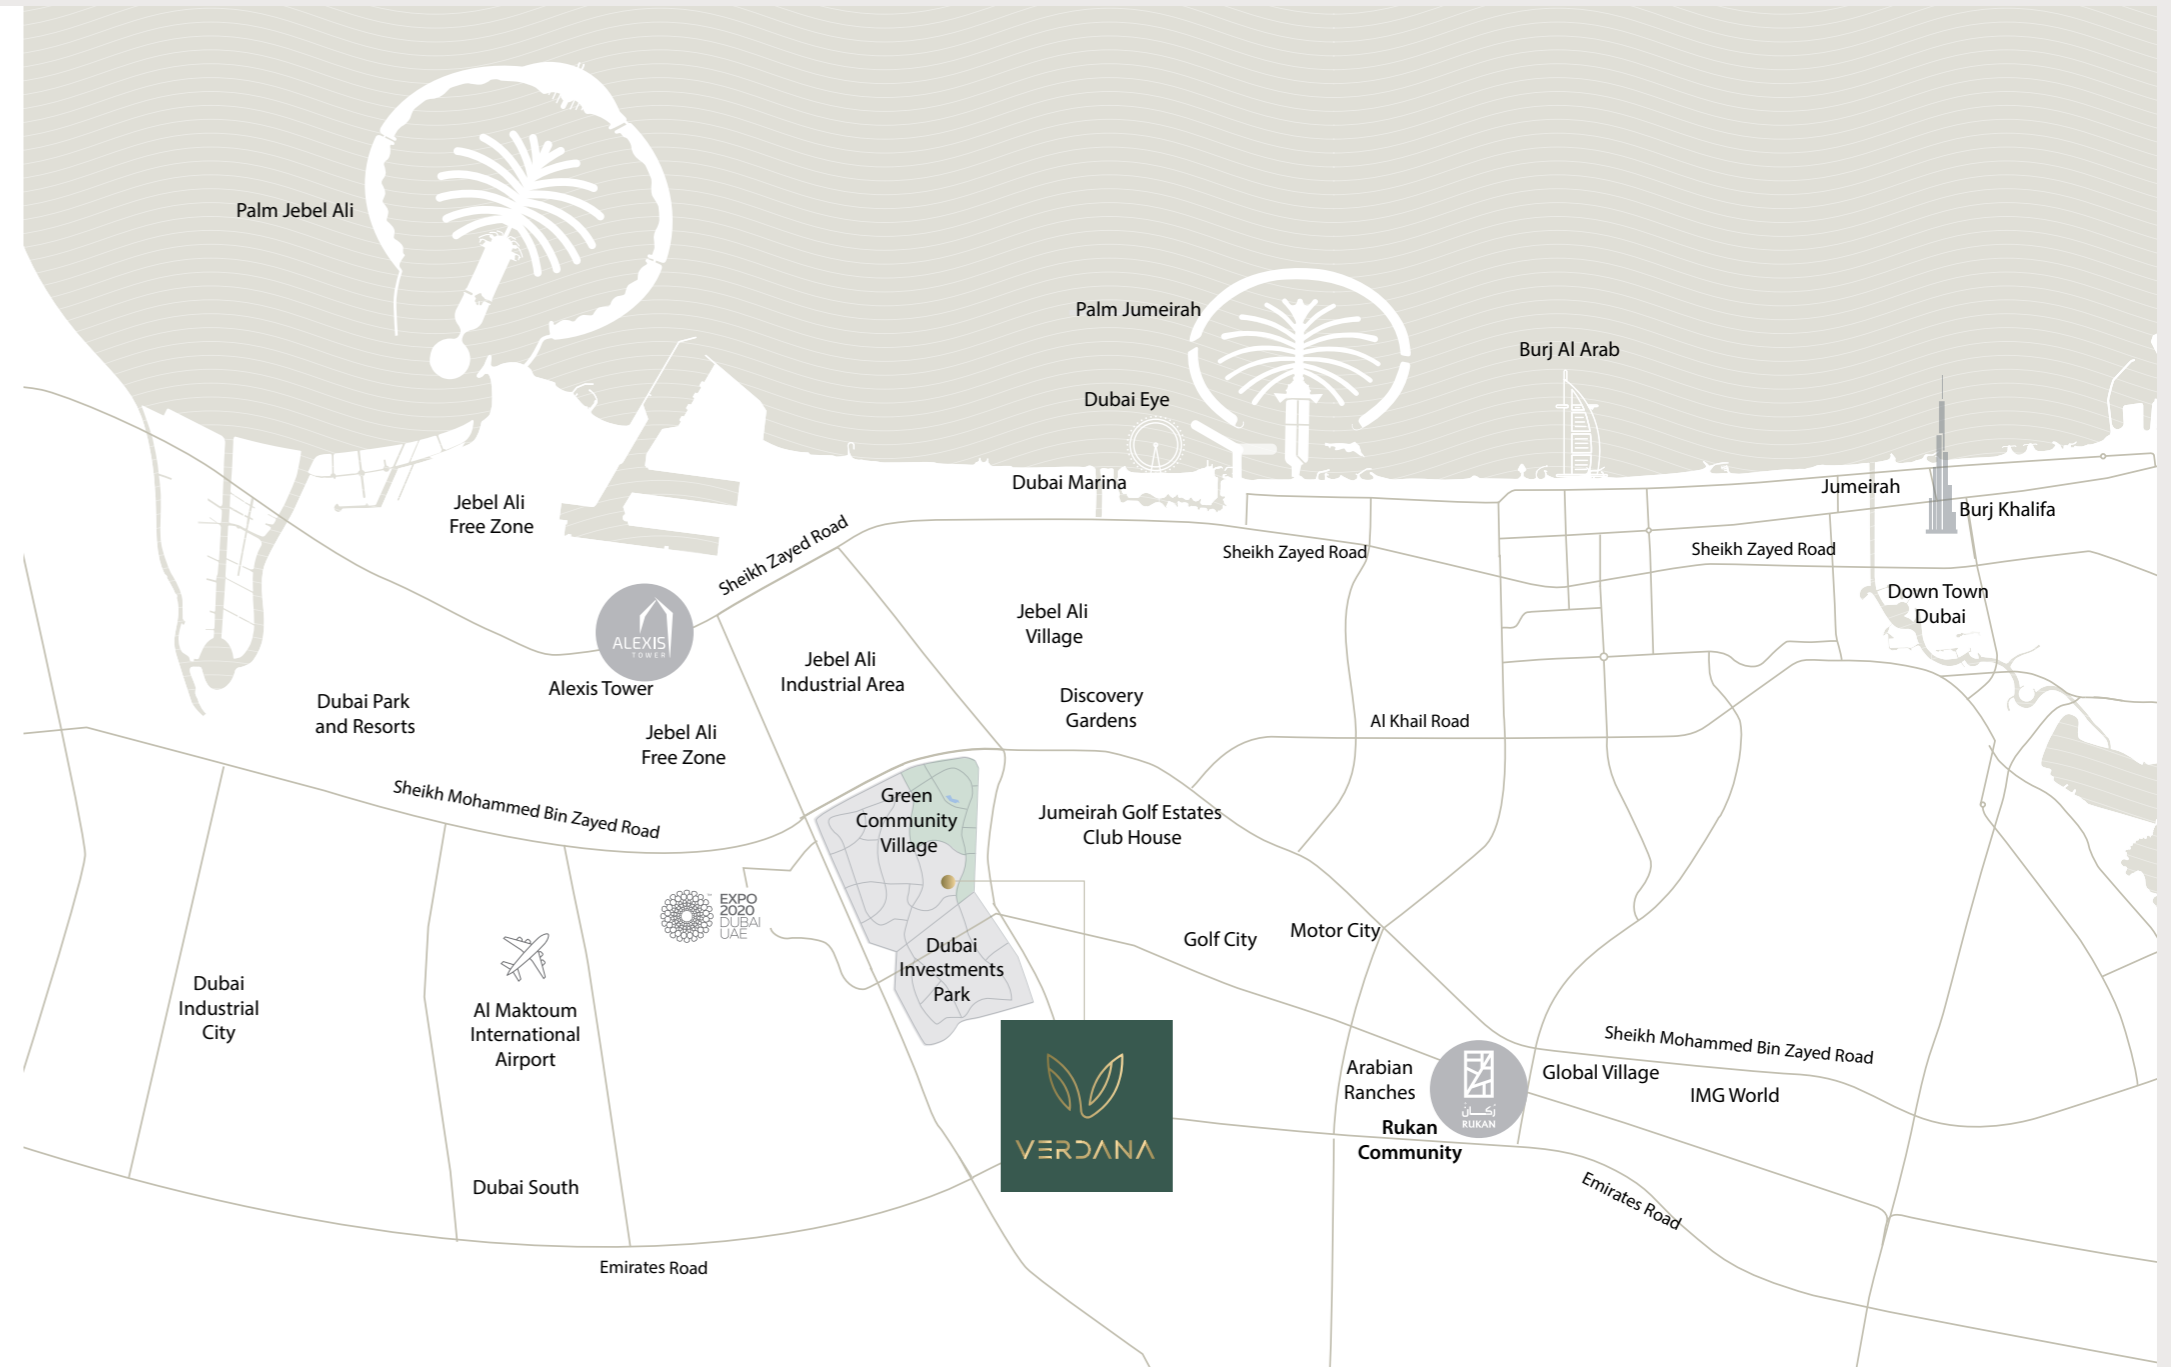 Palm Jebel Ali
Palm Jumeirah
Burj Al Arab
Dubai Eye
Dubai Marina
Jumeirah
Burj Khalifa
Jebel Ali
Free Zone
Sheikh Zayed Road
Sheikh Zayed Road
Sheikh Zayed Road
Down Town
Dubai
ALEXIS
TOWER
Alexis Tower
Jebel Ali
Village
Jebel Ali
Industrial Area
Dubai Park
and Resorts
Discovery
Gardens
Jebel Ali
Free Zone
Al Khail Road
Sheikh Mohammed Bin Zayed Road
Green
Community
Village
Jumeirah Golf Estates
Club House
EXPO
2020
DUBAI
UAE
Golf City
Motor City
Dubai
Investments
Park
Dubai
Industrial
City
Al Maktoum
International
Airport
Sheikh Mohammed Bin Zayed Road
Arabian
Ranches
ركان
RUKAN
Global Village
IMG World
Rukan
Community
VERDANA
Dubai South
Emirates Road
Emirates Road